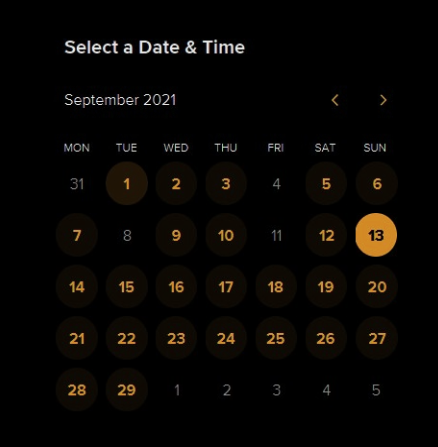 Select a Date & Time
September 2021
MON TUE WED THU FRI SAT SUN
31 1 2 3 4 5 6
7 8 9 10 11 12 13
14 15 16 17 18 19 20
21 22 23 24 25 26 27
28 29 1 2 3 4 5